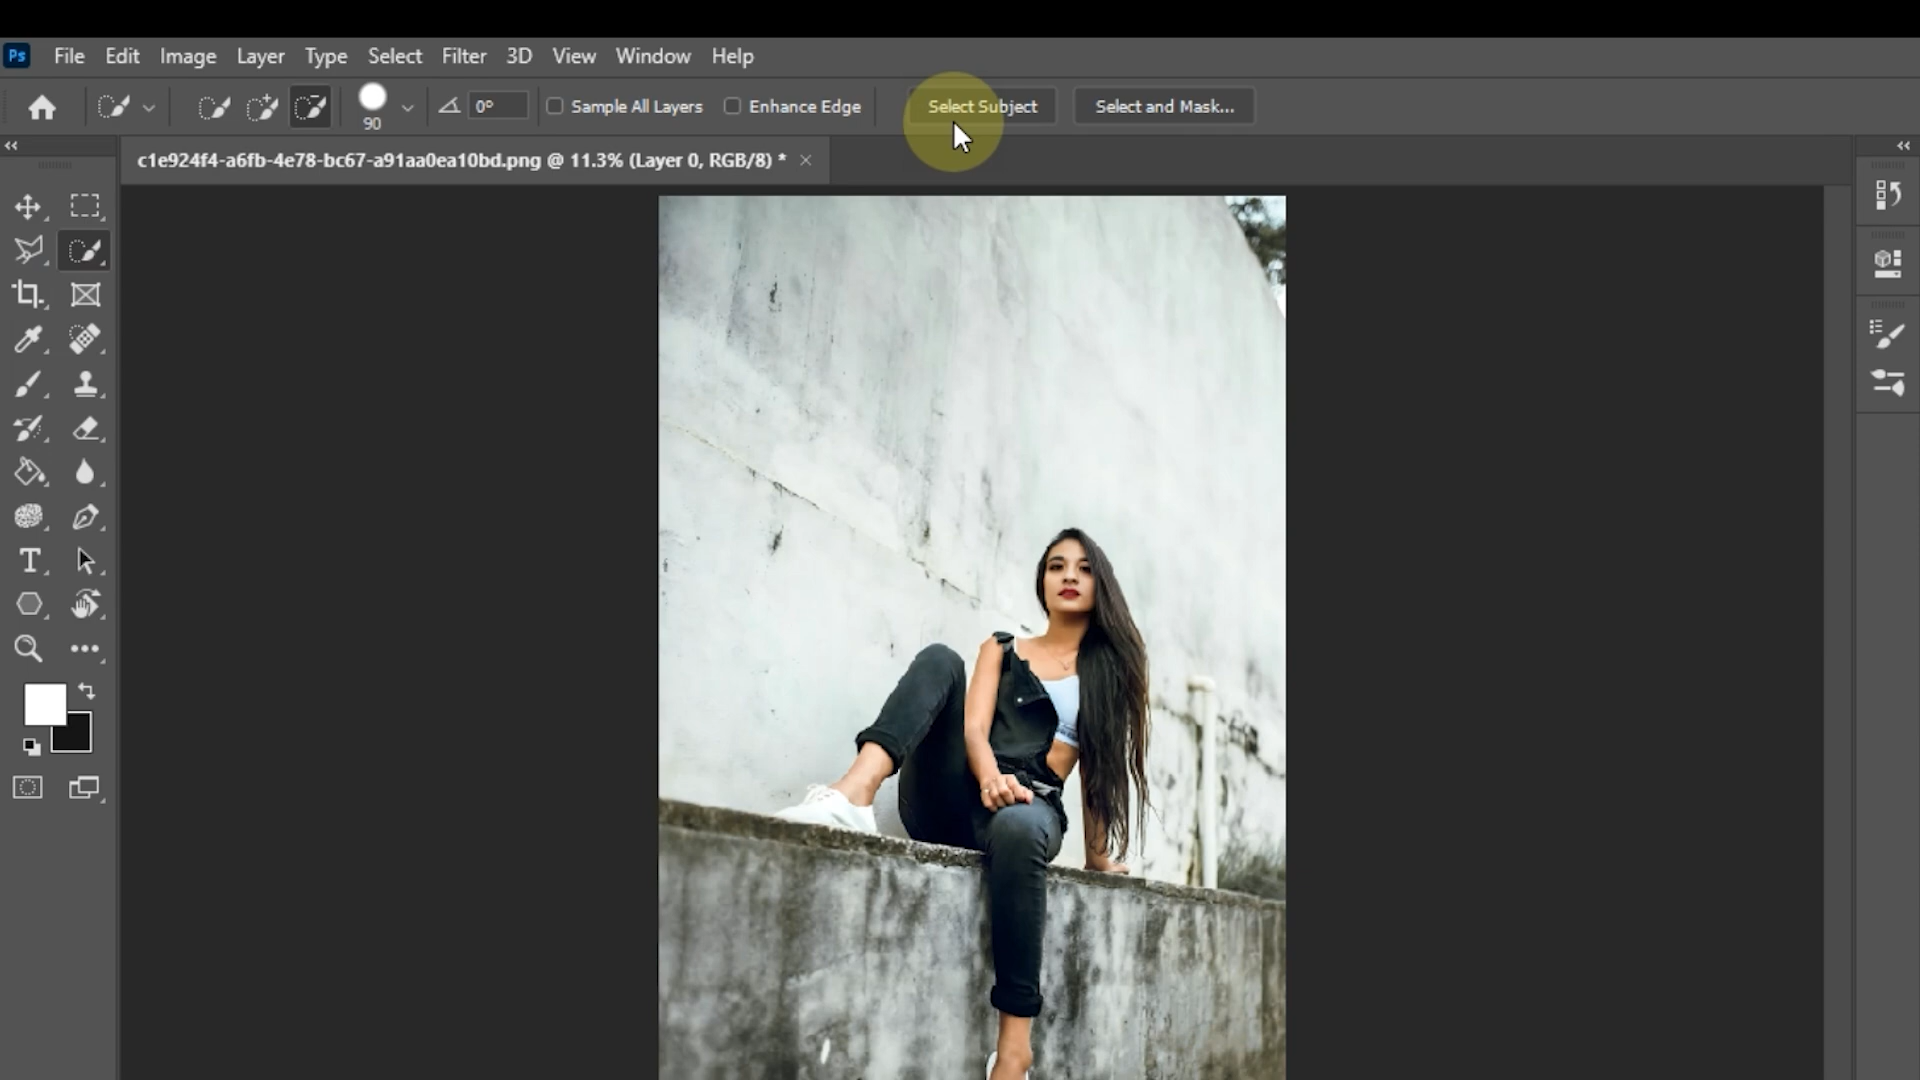 Ps File Edit Image Layer Type Select Filter 3D View Window Help
90 0° Sample All Layers Enhance Edge Select Subject Select and Mask...
c1e924f4-a6fb-4e78-bc67-a91aa0ea10bd.png @ 11.3% (Layer 0, RGB/8) * ×